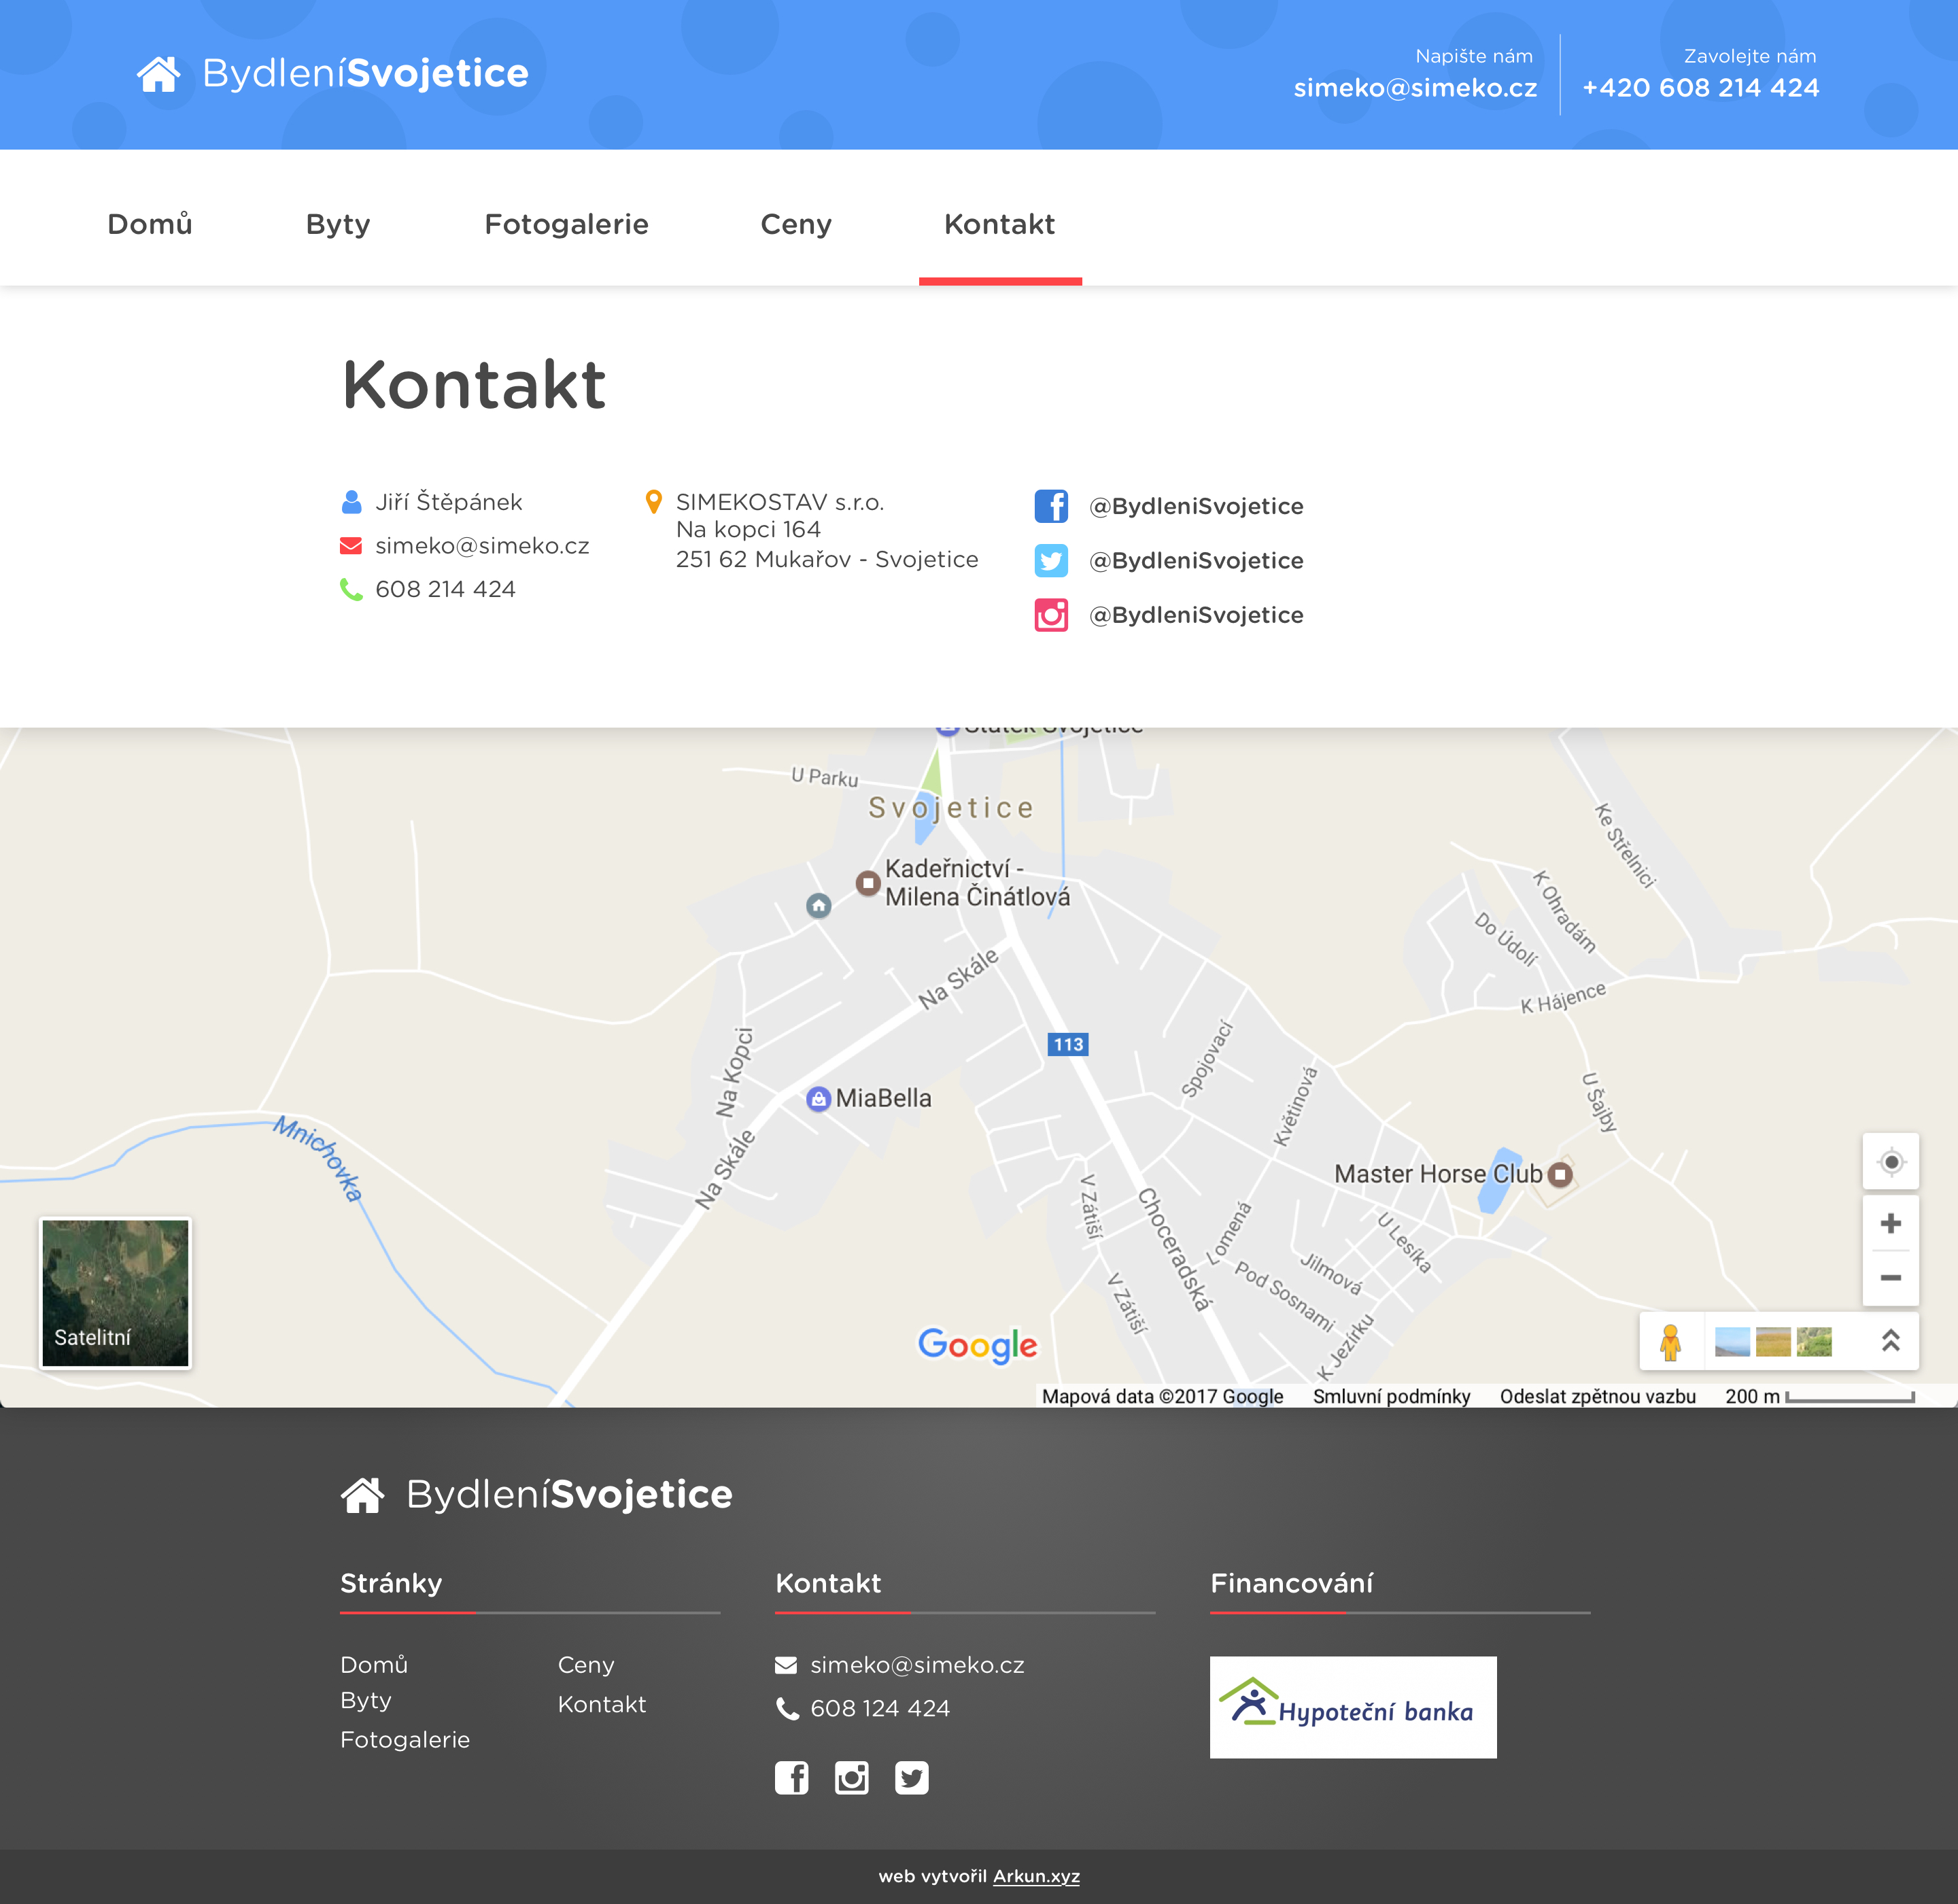 BydleníSvojetice
Napište nám
simeko@simeko.cz
Zavolejte nám
+420 608 214 424
Domů
Byty
Fotogalerie
Ceny
Kontakt
Kontakt
Jiří Štěpánek
simeko@simeko.cz
608 214 424
SIMEKOSTAV s.r.o.
Na kopci 164
251 62 Mukařov - Svojetice
@BydleniSvojetice
@BydleniSvojetice
@BydleniSvojetice
Statek Svojetice
U Parku
Svojetice
Kadeřnictví -
Milena Činátlová
Ke Střelnici
K Ohradám
Do Údolí
K Hájence
Na Skále
113
Spojovací
Na Kopci
MiaBella
Květinová
U Šajby
Mnichovka
Na Skále
Master Horse Club
V Zátiší
Choceradská
Lomená
U Lesíka
Jilmová
Pod Sosnami
V Zátiší
K Jezírku
Satelitní
Google
Mapová data ©2017 Google
Smluvní podmínky
Odeslat zpětnou vazbu
200 m
BydleníSvojetice
Stránky
Domů
Byty
Fotogalerie
Ceny
Kontakt
Kontakt
simeko@simeko.cz
608 124 424
Financování
Hypoteční banka
web vytvořil Arkun.xyz